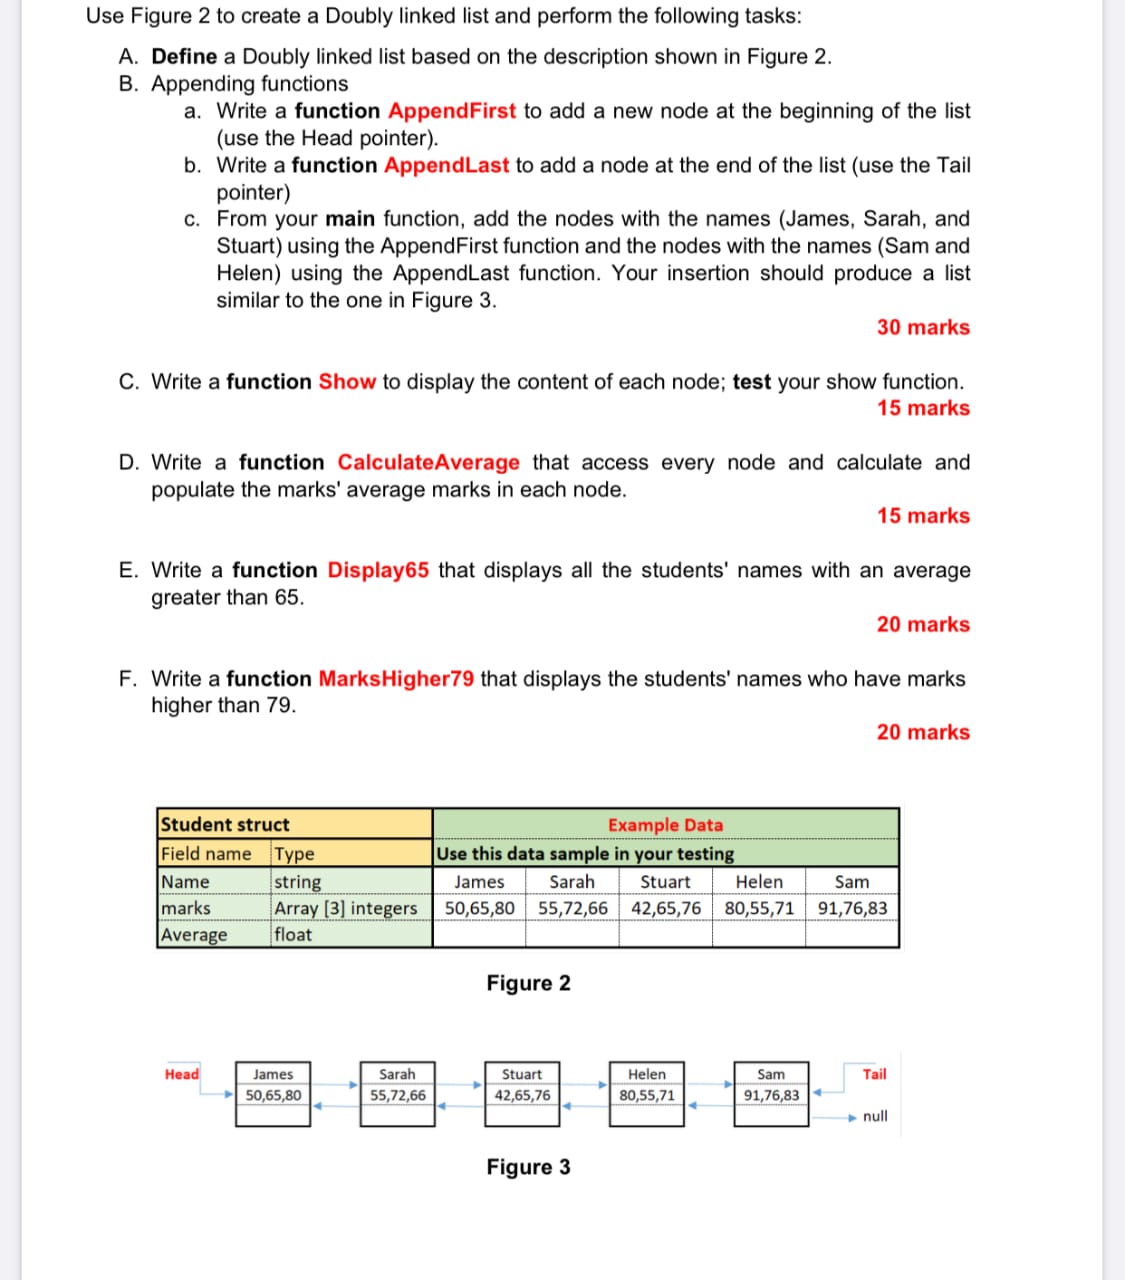 Use Figure 2 to create a Doubly linked list and perform the following tasks:
A. Define a Doubly linked list based on the description shown in Figure 2.
B. Appending functions
a. Write a function AppendFirst to add a new node at the beginning of the list
(use the Head pointer).
b. Write a function AppendLast to add a node at the end of the list (use the Tail
pointer)
c. From your main function, add the nodes with the names (James, Sarah, and
Stuart) using the AppendFirst function and the nodes with the names (Sam and
Helen) using the AppendLast function. Your insertion should produce a list
similar to the one in Figure 3.
30 marks
C. Write a function Show to display the content of each node; test your show function.
15 marks
D. Write a function CalculateAverage that access every node and calculate and
populate the marks' average marks in each node.
15 marks
E. Write a function Display65 that displays all the students' names with an average
greater than 65.
20 marks
F. Write a function MarksHigher79 that displays the students' names who have marks
higher than 79.
20 marks
Student struct Example Data
Field name Type Use this data sample in your testing
Name string James Sarah Stuart Helen Sam
marks Array [3] integers 50,65,80 55,72,66 42,65,76 80,55,71 91,76,83
Average float
Figure 2
Head James Sarah Stuart Helen Sam Tail
50,65,80 55,72,66 42,65,76 80,55,71 91,76,83
null
Figure 3